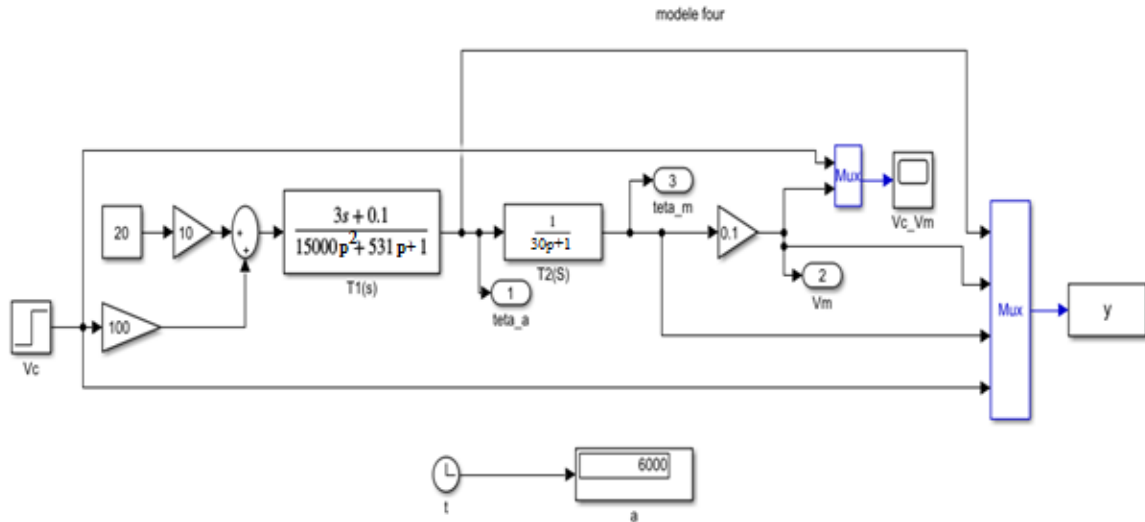 modele four
20
10
+
+
3s + 0.1
15000 p² + 531 p + 1
T1(s)
1
30p+1
T2(S)
3
teta_m
0.1
Mux
Vc_Vm
1
teta_a
2
Vm
100
Vc
Mux
y
6000
t
a